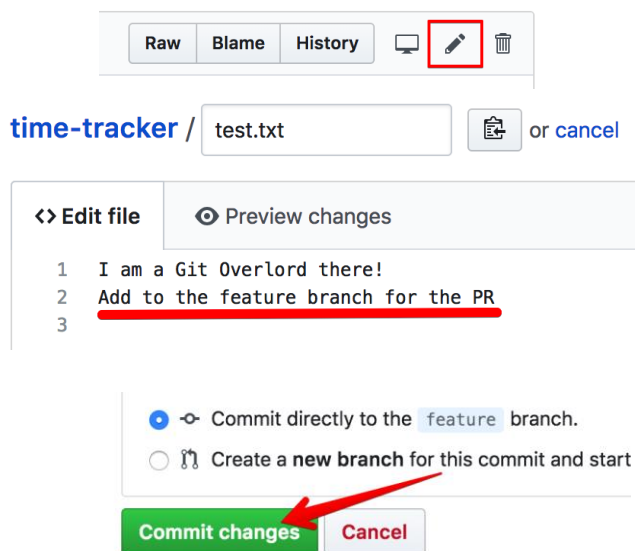 Raw Blame History
time-tracker / test.txt or cancel
<> Edit file Preview changes
1 I am a Git Overlord there!
2 Add to the feature branch for the PR
3
Commit directly to the feature branch.
Create a new branch for this commit and start
Commit changes Cancel